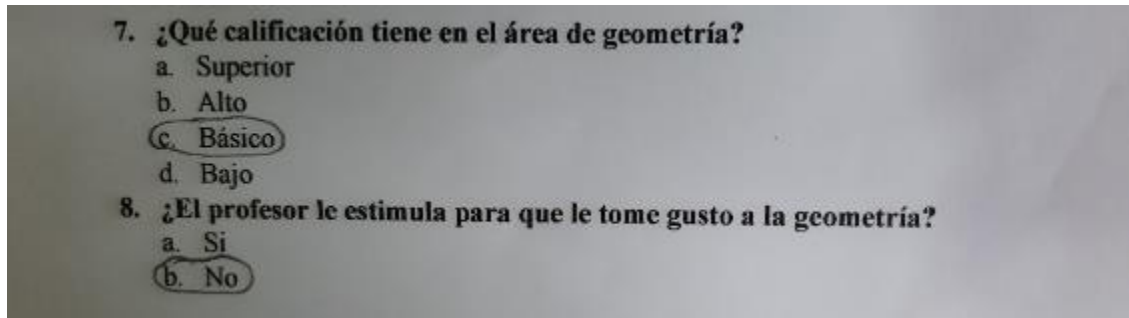 7. ¿Qué calificación tiene en el área de geometría?
a. Superior
b. Alto
c. Básico
d. Bajo
8. ¿El profesor le estimula para que le tome gusto a la geometría?
a. Si
b. No